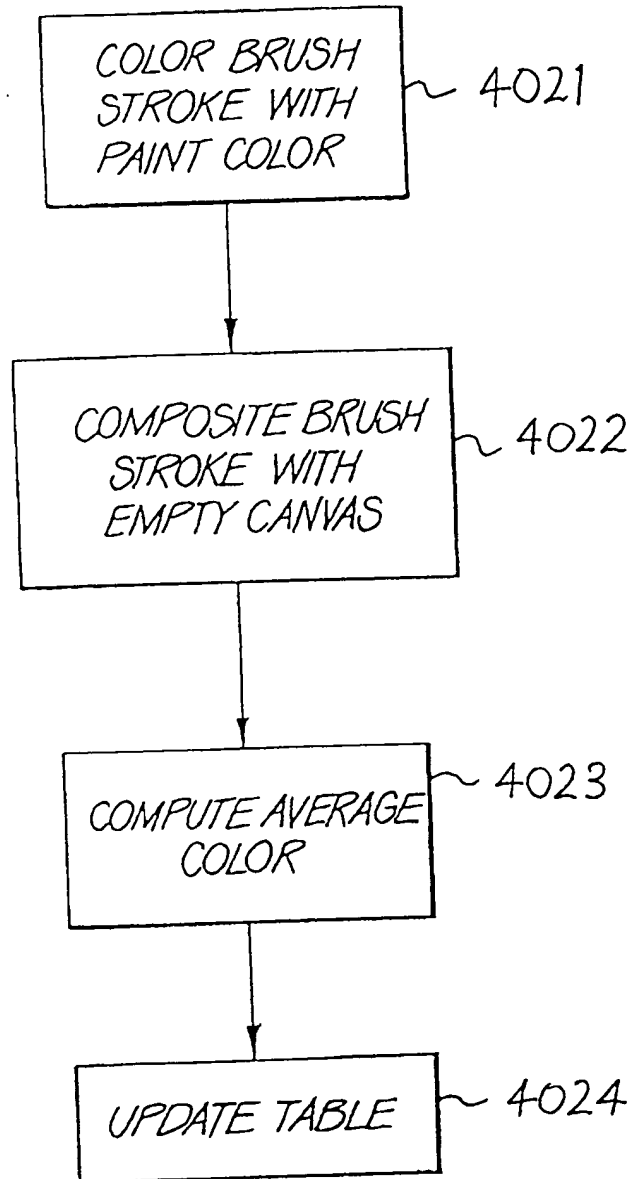 COLOR BRUSH
STROKE WITH
PAINT COLOR
4021
COMPOSITE BRUSH
STROKE WITH
EMPTY CANVAS
4022
COMPUTE AVERAGE
COLOR
4023
UPDATE TABLE
4024